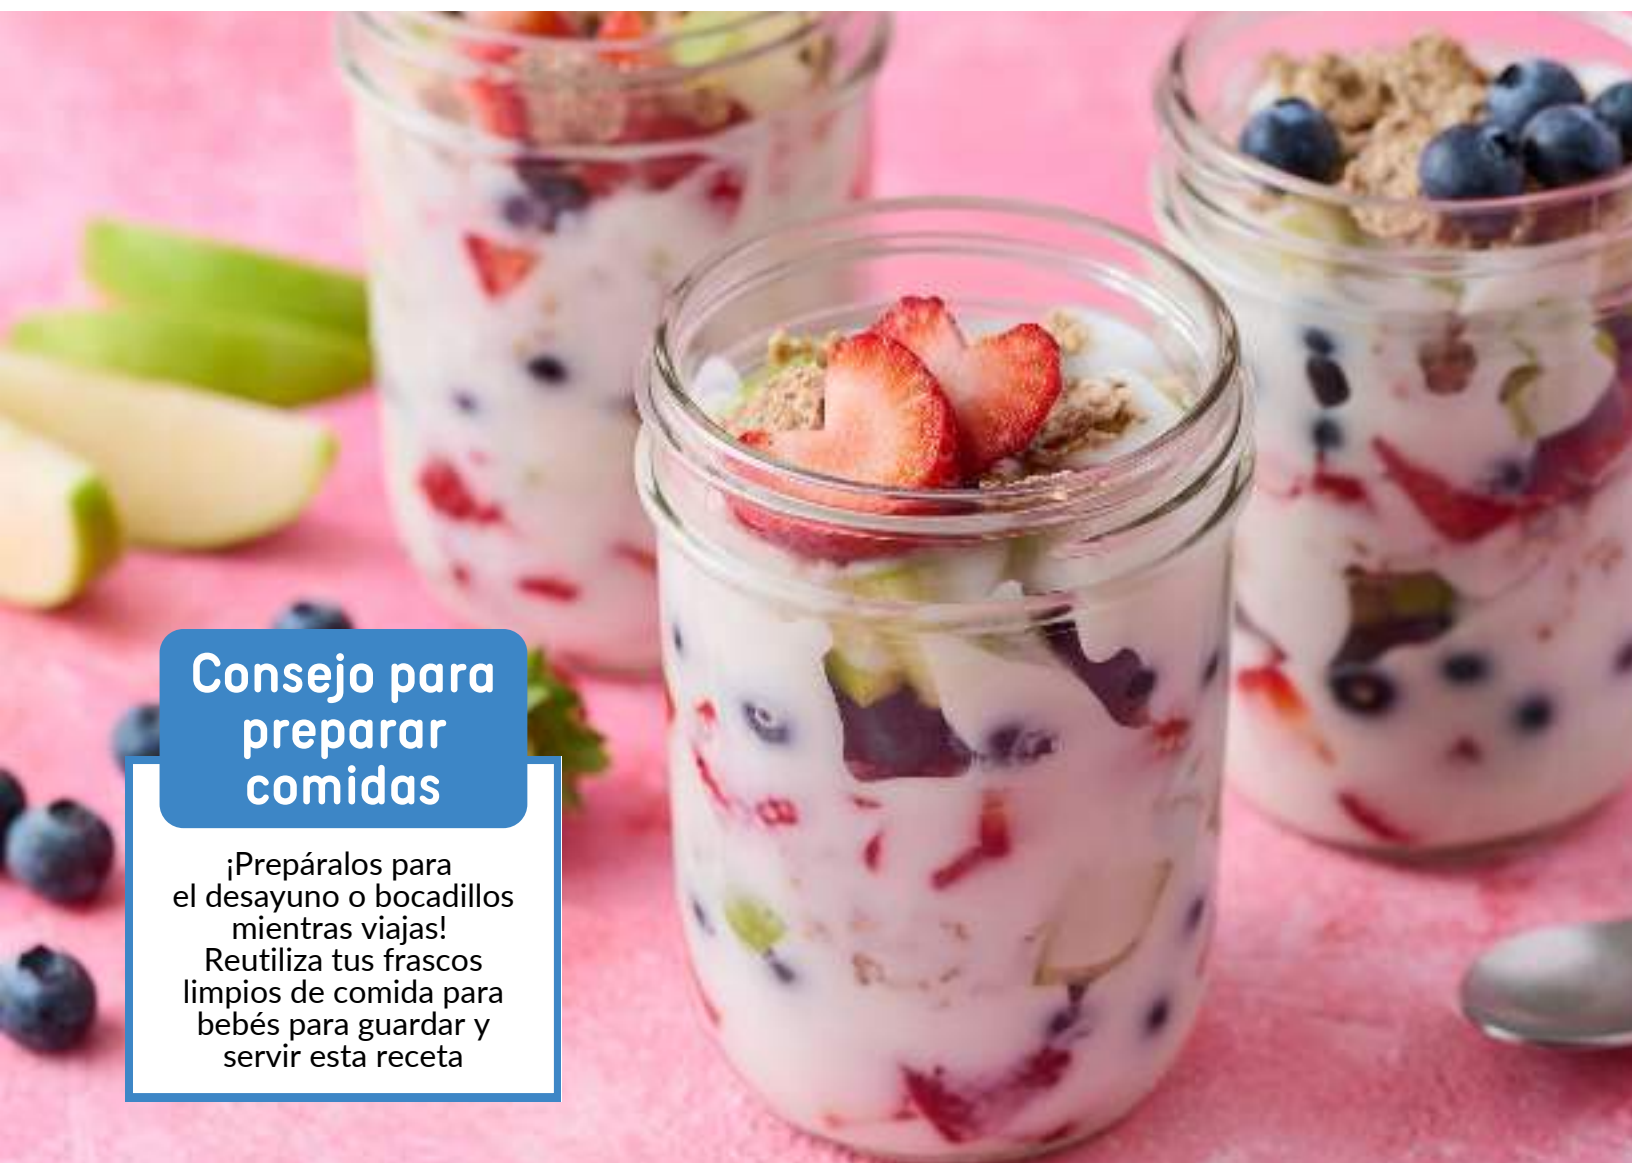 Consejo para
preparar
comidas
¡Prepáralos para
el desayuno o bocadillos
mientras viajas!
Reutiliza tus frascos
limpios de comida para
bebés para guardar y
servir esta receta